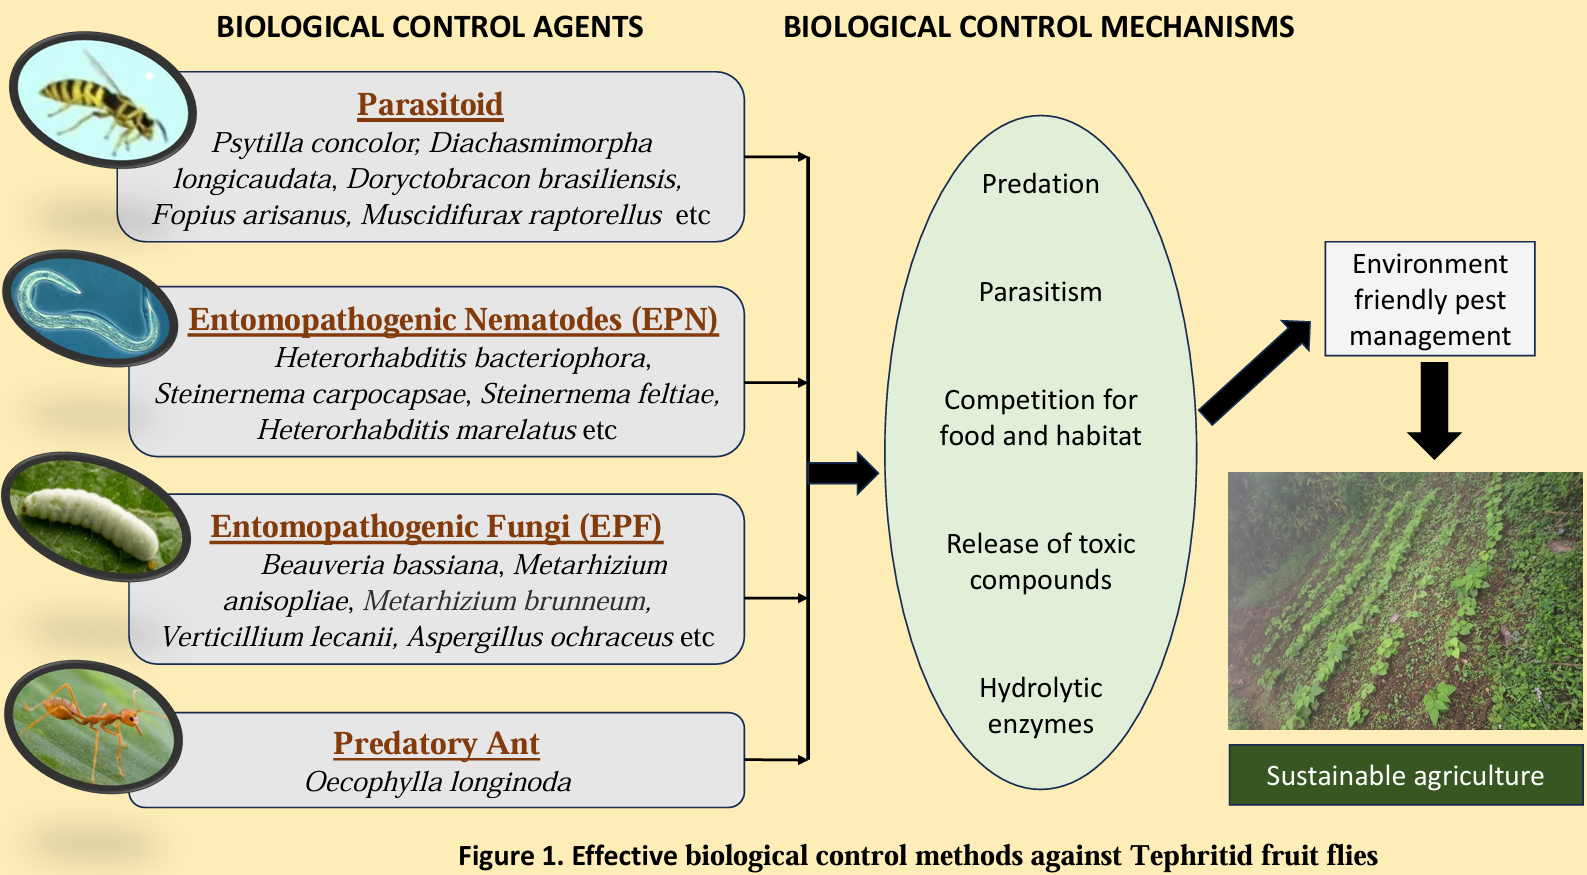 BIOLOGICAL CONTROL AGENTS
BIOLOGICAL CONTROL MECHANISMS
Parasitoid
Psytilla concolor, Diachasmimorpha
longicaudata, Doryctobracon brasiliensis,
Fopius arisanus, Muscidifurax raptorellus etc
Entomopathogenic Nematodes (EPN)
Heterorhabditis bacteriophora,
Steinernema carpocapsae, Steinernema feltiae,
Heterorhabditis marelatus etc
Entomopathogenic Fungi (EPF)
Beauveria bassiana, Metarhizium
anisopliae, Metarhizium brunneum,
Verticillium lecanii, Aspergillus ochraceus etc
Predatory Ant
Oecophylla longinoda
Predation
Parasitism
Competition for
food and habitat
Release of toxic
compounds
Hydrolytic
enzymes
Environment
friendly pest
management
Sustainable agriculture
Figure 1. Effective biological control methods against Tephritid fruit flies